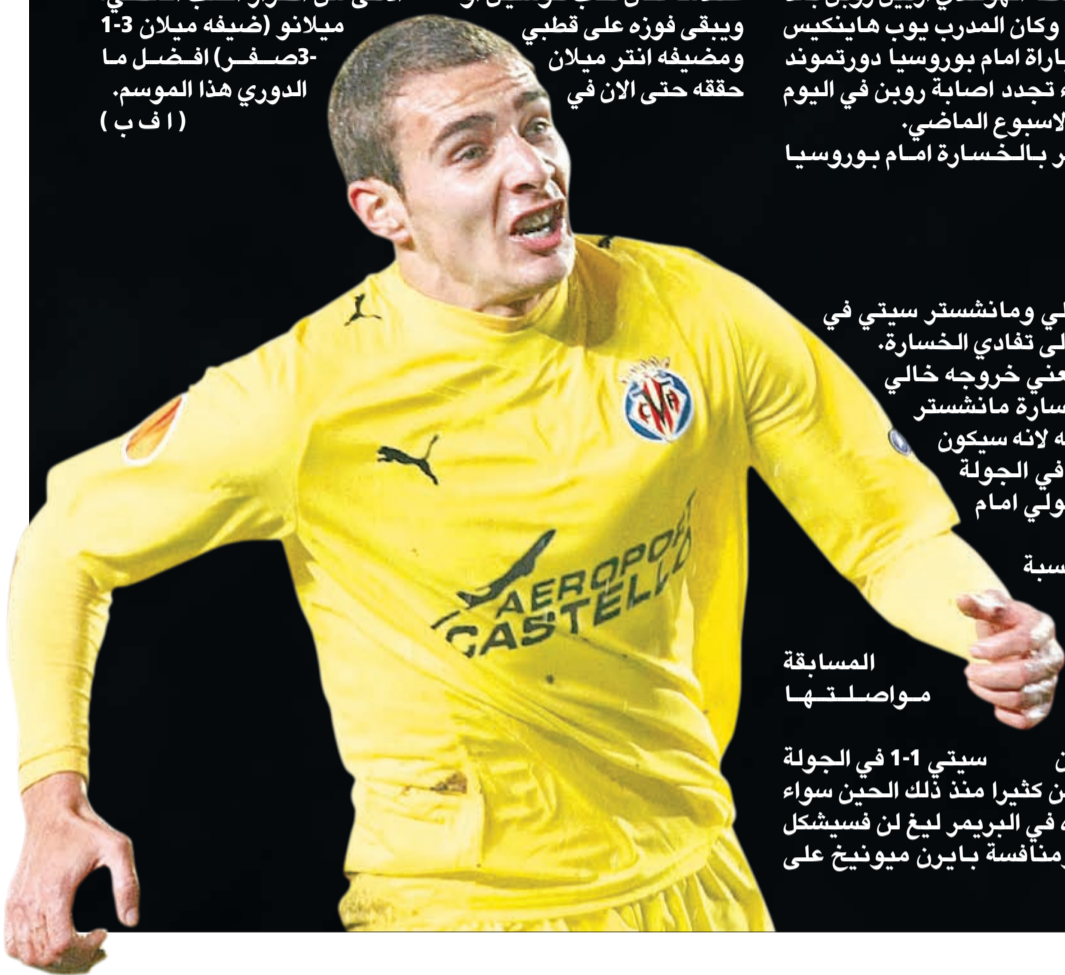 ميلانو (ضيفه ميلان 3-1
-3صفر) افضل ما
الدوري هذا الموسم.
(ا ف ب)
ويبقى فوزه على قطبي
ومضيفه انتر ميلان
حققه حتى الان في
وكان المدرب يوب هاينكيس
باراة امام بوروسيا دورتموند
ء تجدد اصابة روبن في اليوم
لاسبوع الماضي.
ر بالخسارة امام بوروسيا
لي ومانشستر سيتي في
لى تفادي الخسارة.
عني خروجه خالي
سارة مانشستر
ه لانه سيكون
في الجولة
ولي امام
سبة
المسابقة
مواصلتها
ن سيتي 1-1 في الجولة
ن كثيرا منذ ذلك الحين سواء
ه في البريمر ليغ لن فسيشكل
ومنافسة بايرن ميونيخ على
AEROPORT
CASTELLO